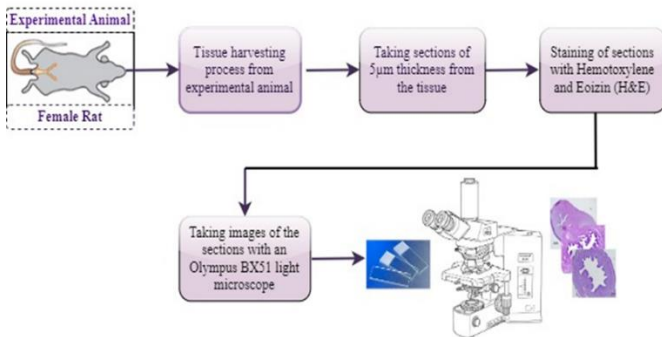 Experimental Animal
Female Rat
Tissue harvesting
process from
experimental animal
Taking sections of
5µm thickness from
the tissue
Staining of sections
with Hemotoxylene
and Eoizin (H&E)
Taking images of the
sections with an
Olympus BX51 light
microscope